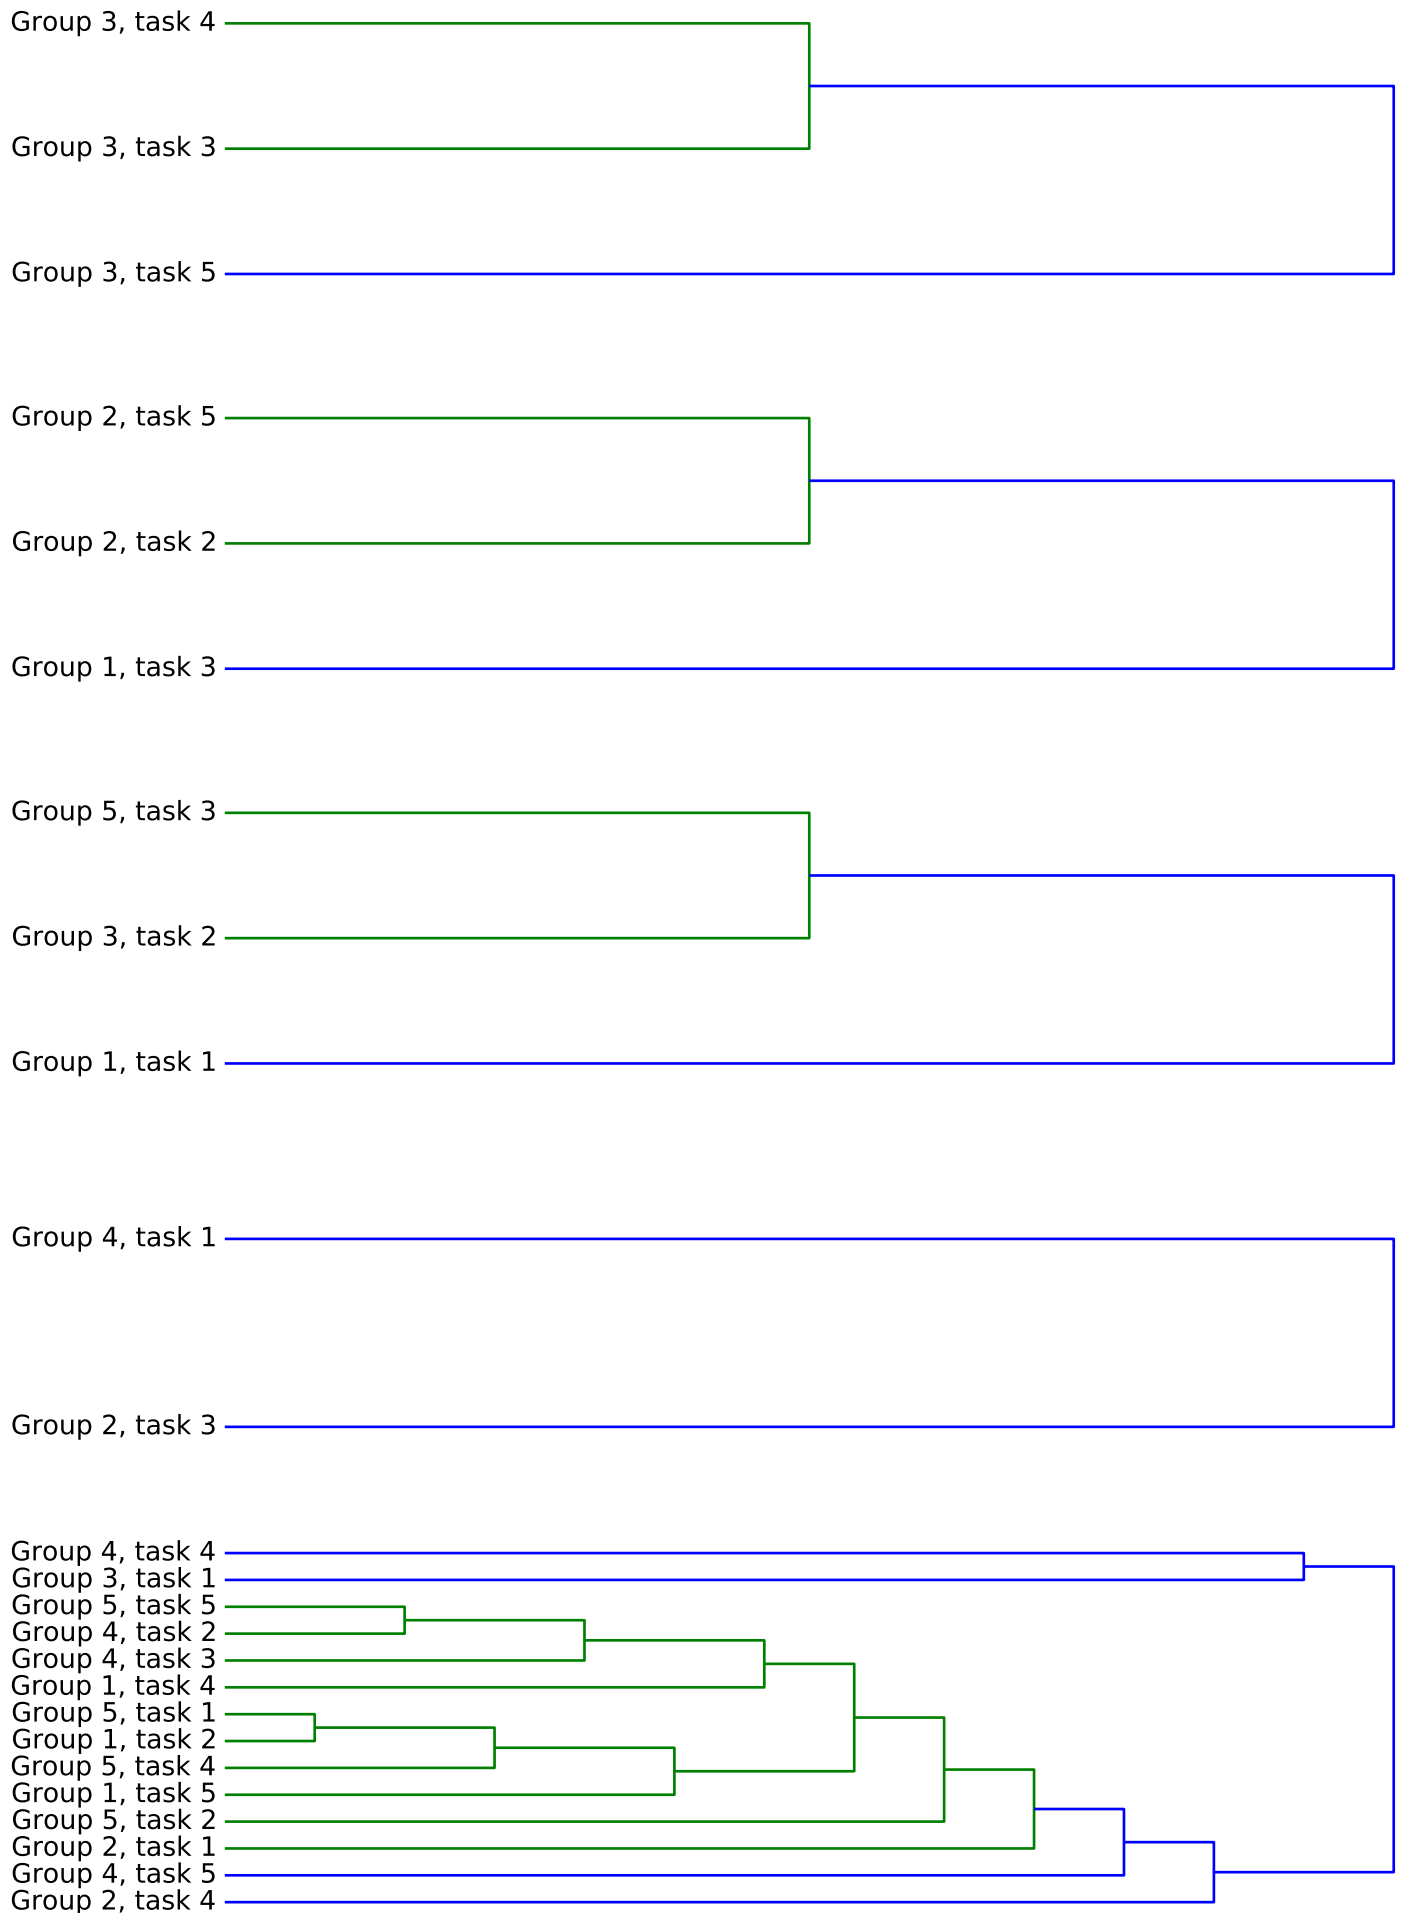 Group 3, task 4
Group 3, task 3
Group 3, task 5
Group 2, task 5
Group 2, task 2
Group 1, task 3
Group 5, task 3
Group 3, task 2
Group 1, task 1
Group 4, task 1
Group 2, task 3
Group 4, task 4
Group 3, task 1
Group 5, task 5
Group 4, task 2
Group 4, task 3
Group 1, task 4
Group 5, task 1
Group 1, task 2
Group 5, task 4
Group 1, task 5
Group 5, task 2
Group 2, task 1
Group 4, task 5
Group 2, task 4